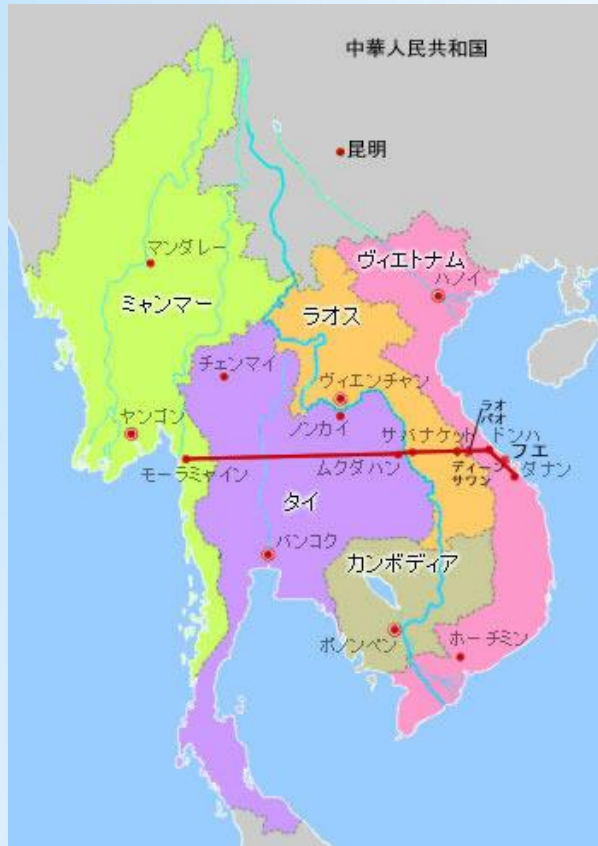 中華人民共和国
昆明
ヴィエトナム
ハノイ
マンダレー
ミャンマー
ラオス
チェンマイ
ヴィエンチャン
ヤンゴン
ノンカイ
サバナケット
ラオ
バオ
ドンハ
フエ
モーラミャイン
ムクダハン
デーン
サワン
ダナン
タイ
バンコク
カンボディア
プノンペン
ホーチミン